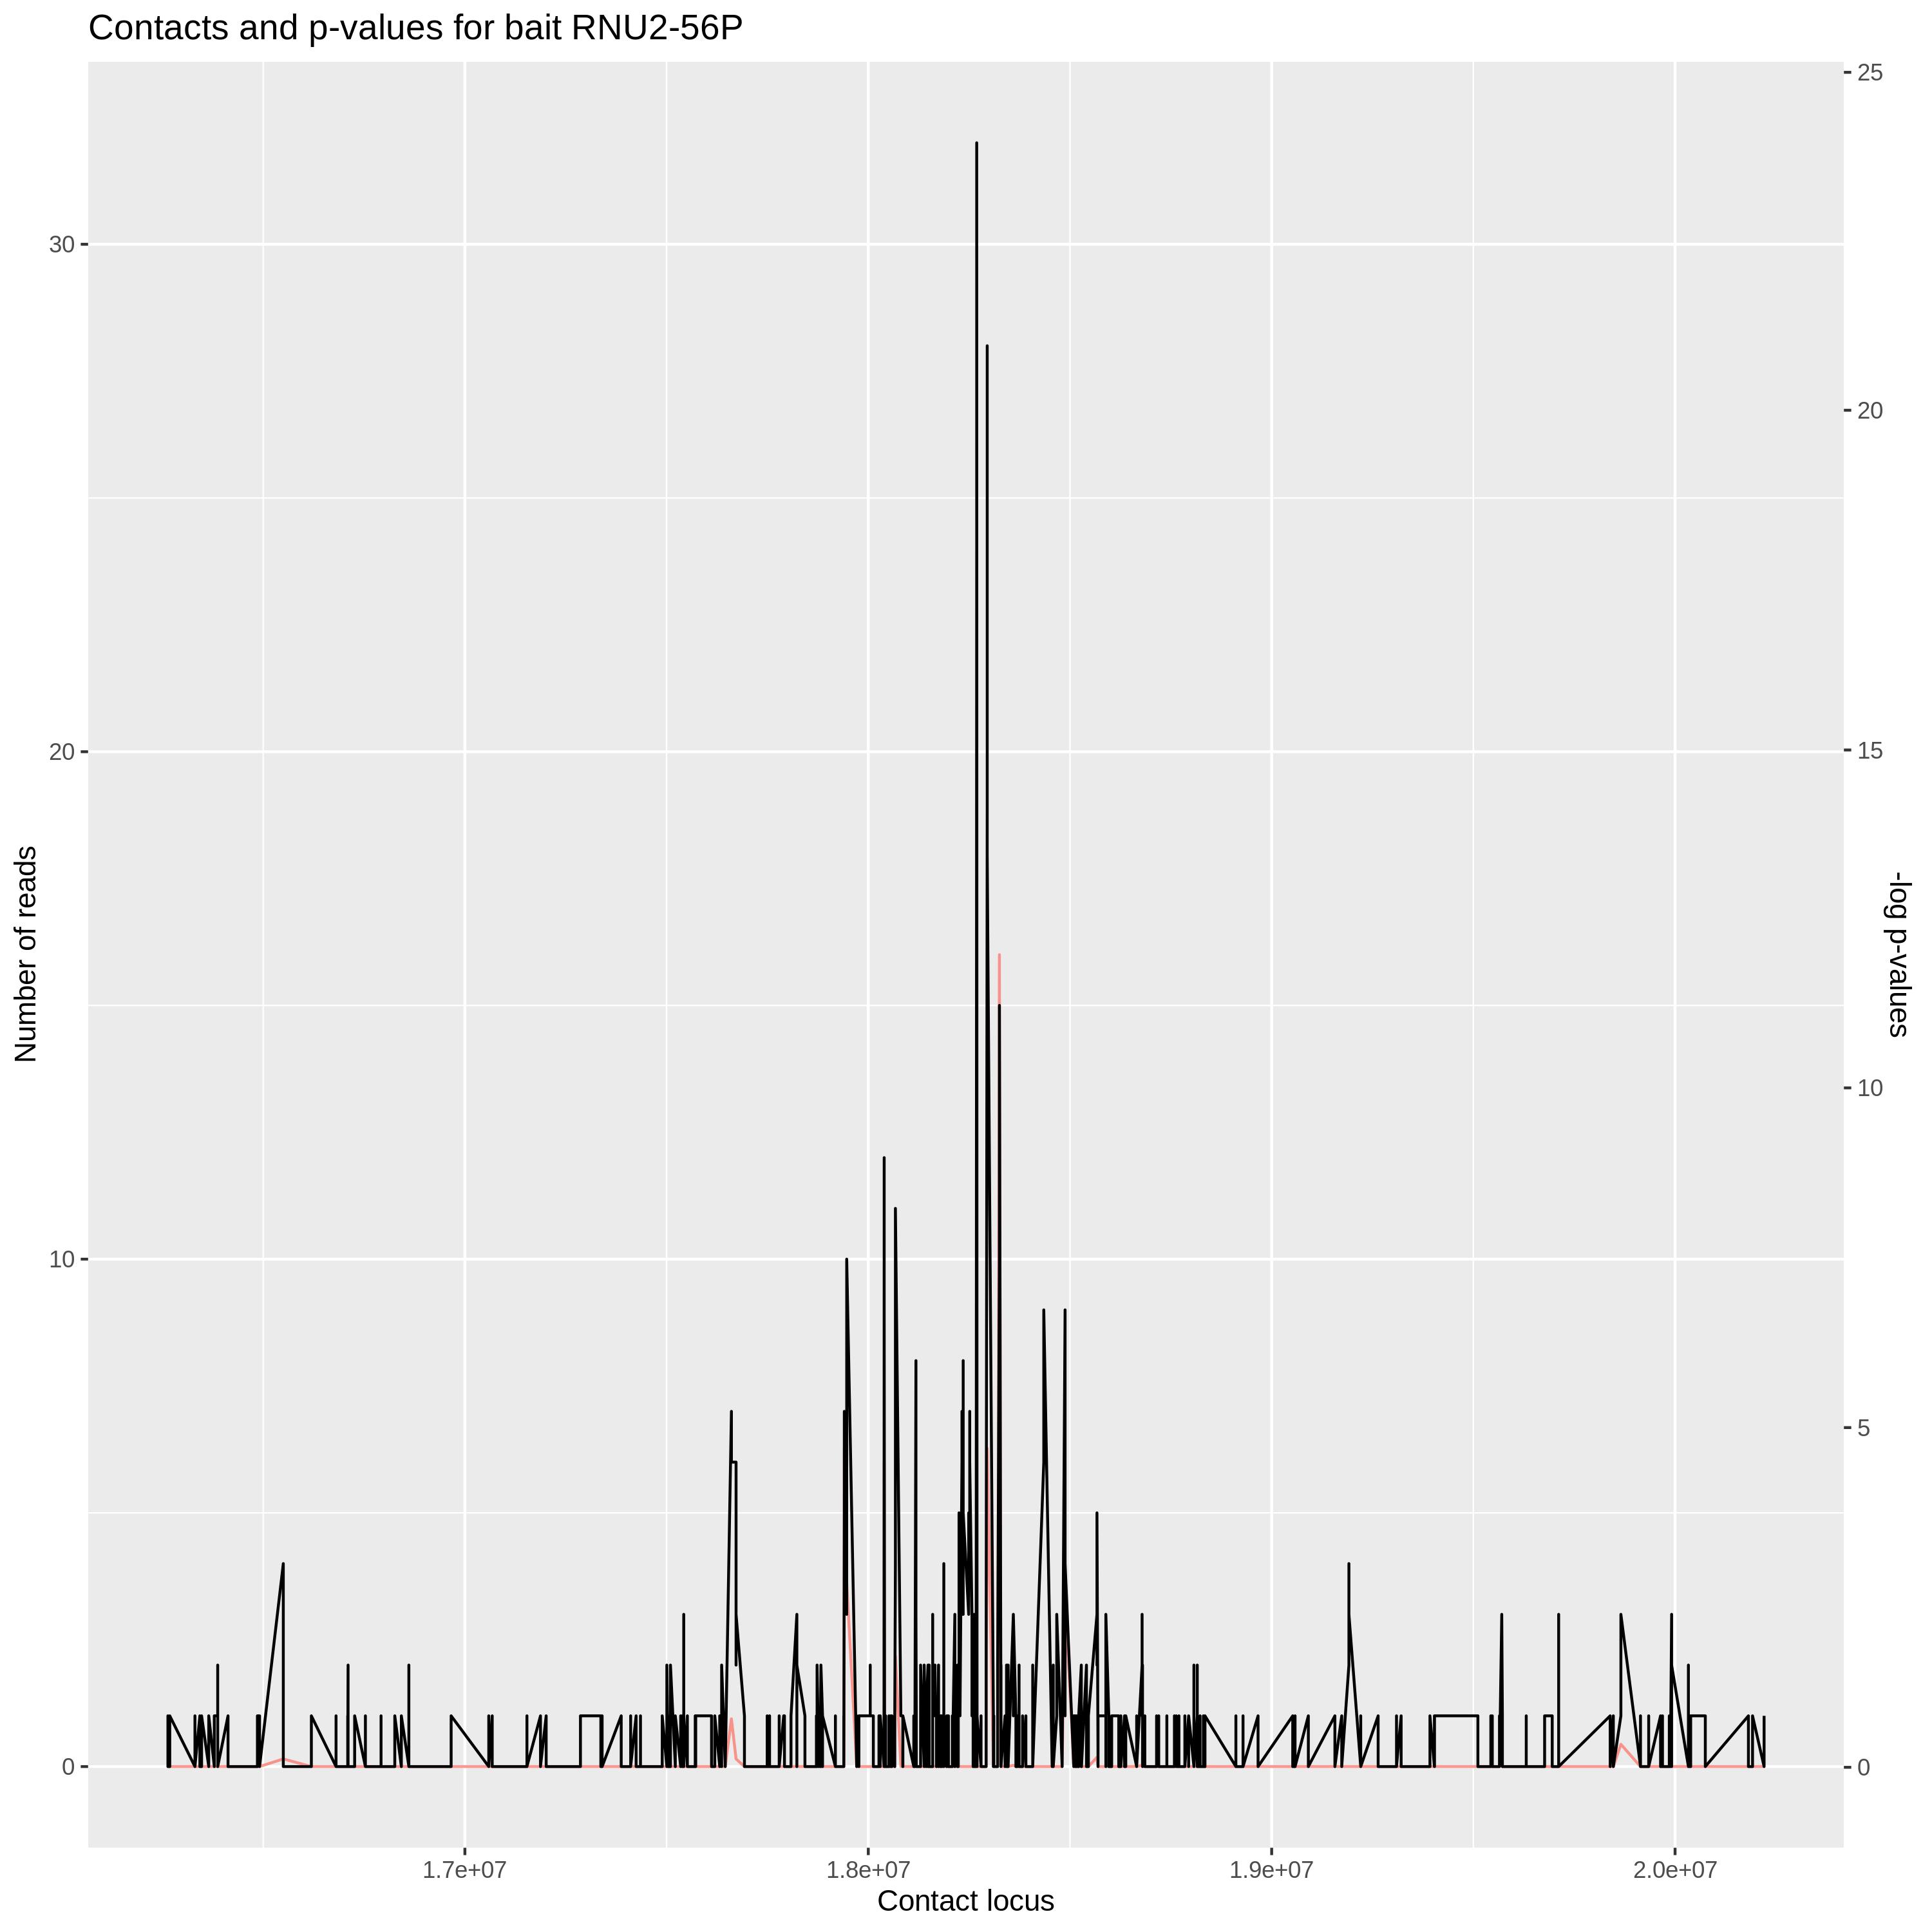 Contacts and p-values for bait RNU2-56P
30
20
10
0
Number of reads
25
20
15
10
5
0
-log p-values
1.7e+07
1.8e+07
1.9e+07
2.0e+07
Contact locus